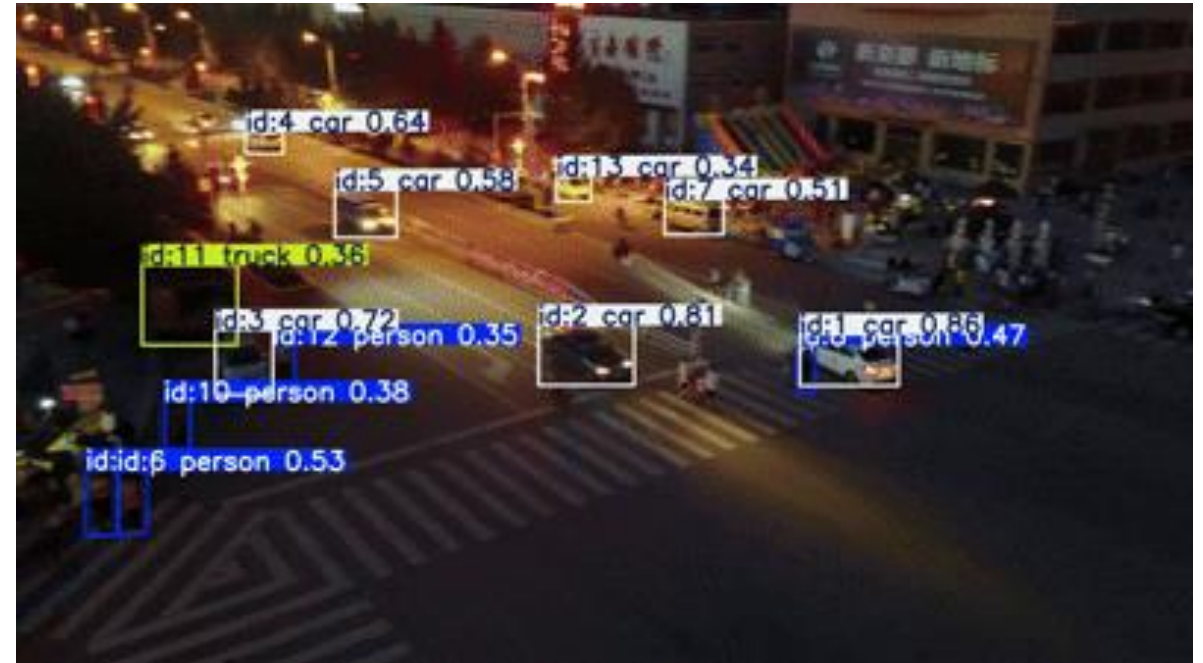 id:4 car 0.64
id:13 car 0.34
id:5 car 0.58
id:7 car 0.51
id:11 truck 0.36
id:3 car 0.72
id:2 car 0.81
id:1 car 0.86
id:12 person 0.35
person 0.47
id:10 person 0.38
id:id:6 person 0.53